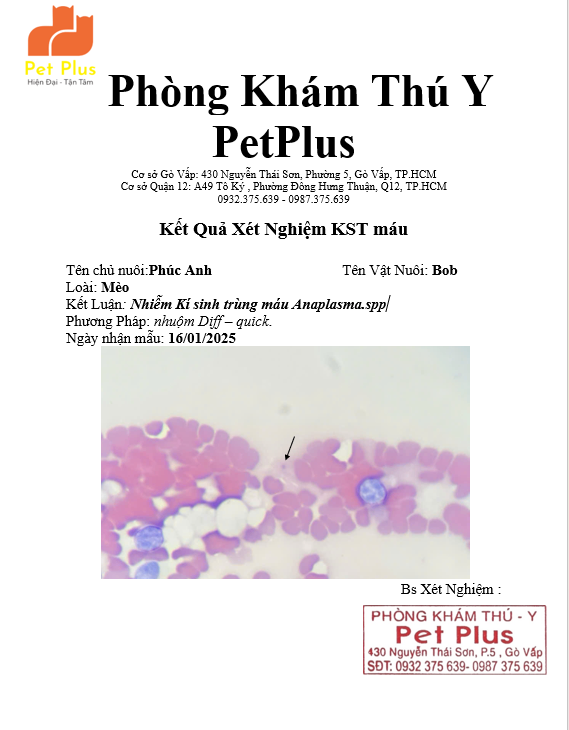 Pet Plus
Hiện Đại - Tận Tâm
Phòng Khám Thú Y
PetPlus
Cơ sở Gò Vấp: 430 Nguyễn Thái Sơn, Phường 5, Gò Vấp, TP.HCM
Cơ sở Quận 12: A49 Tô Ký , Phường Đông Hưng Thuận, Q12, TP.HCM
0932.375.639 - 0987.375.639
Kết Quả Xét Nghiệm KST máu
Tên chủ nuôi:Phúc Anh Tên Vật Nuôi: Bob
Loài: Mèo
Kết Luận: Nhiễm Kí sinh trùng máu Anaplasma.spp
Phương Pháp: nhuộm Diff – quick.
Ngày nhận mẫu: 16/01/2025
Bs Xét Nghiệm :
PHÒNG KHÁM THÚ - Y
Pet Plus
430 Nguyễn Thái Sơn, P.5 , Gò Vấp
SĐT: 0932 375 639- 0987 375 639